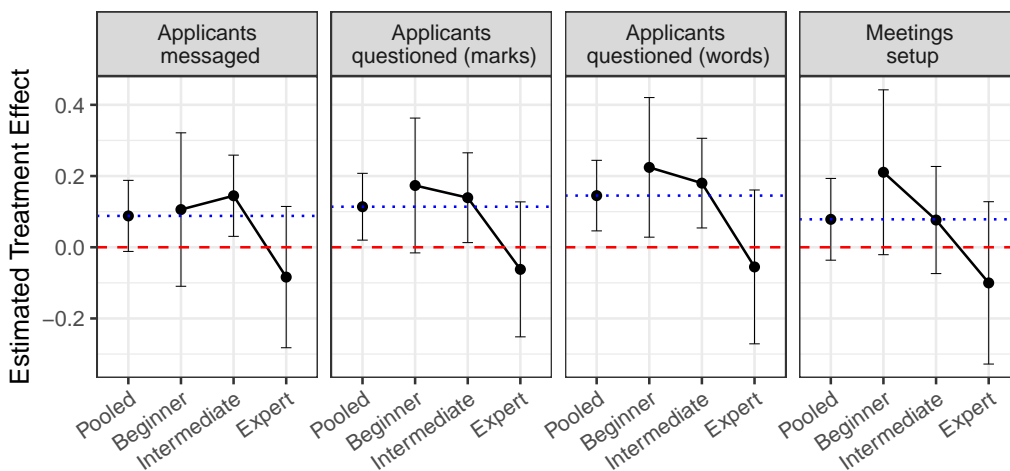 Applicants
messaged
Applicants
questioned (marks)
Applicants
questioned (words)
Meetings
setup
Estimated Treatment Effect
0.4
0.2
0.0
−0.2
Pooled
Beginner
Intermediate
Expert
Pooled
Beginner
Intermediate
Expert
Pooled
Beginner
Intermediate
Expert
Pooled
Beginner
Intermediate
Expert